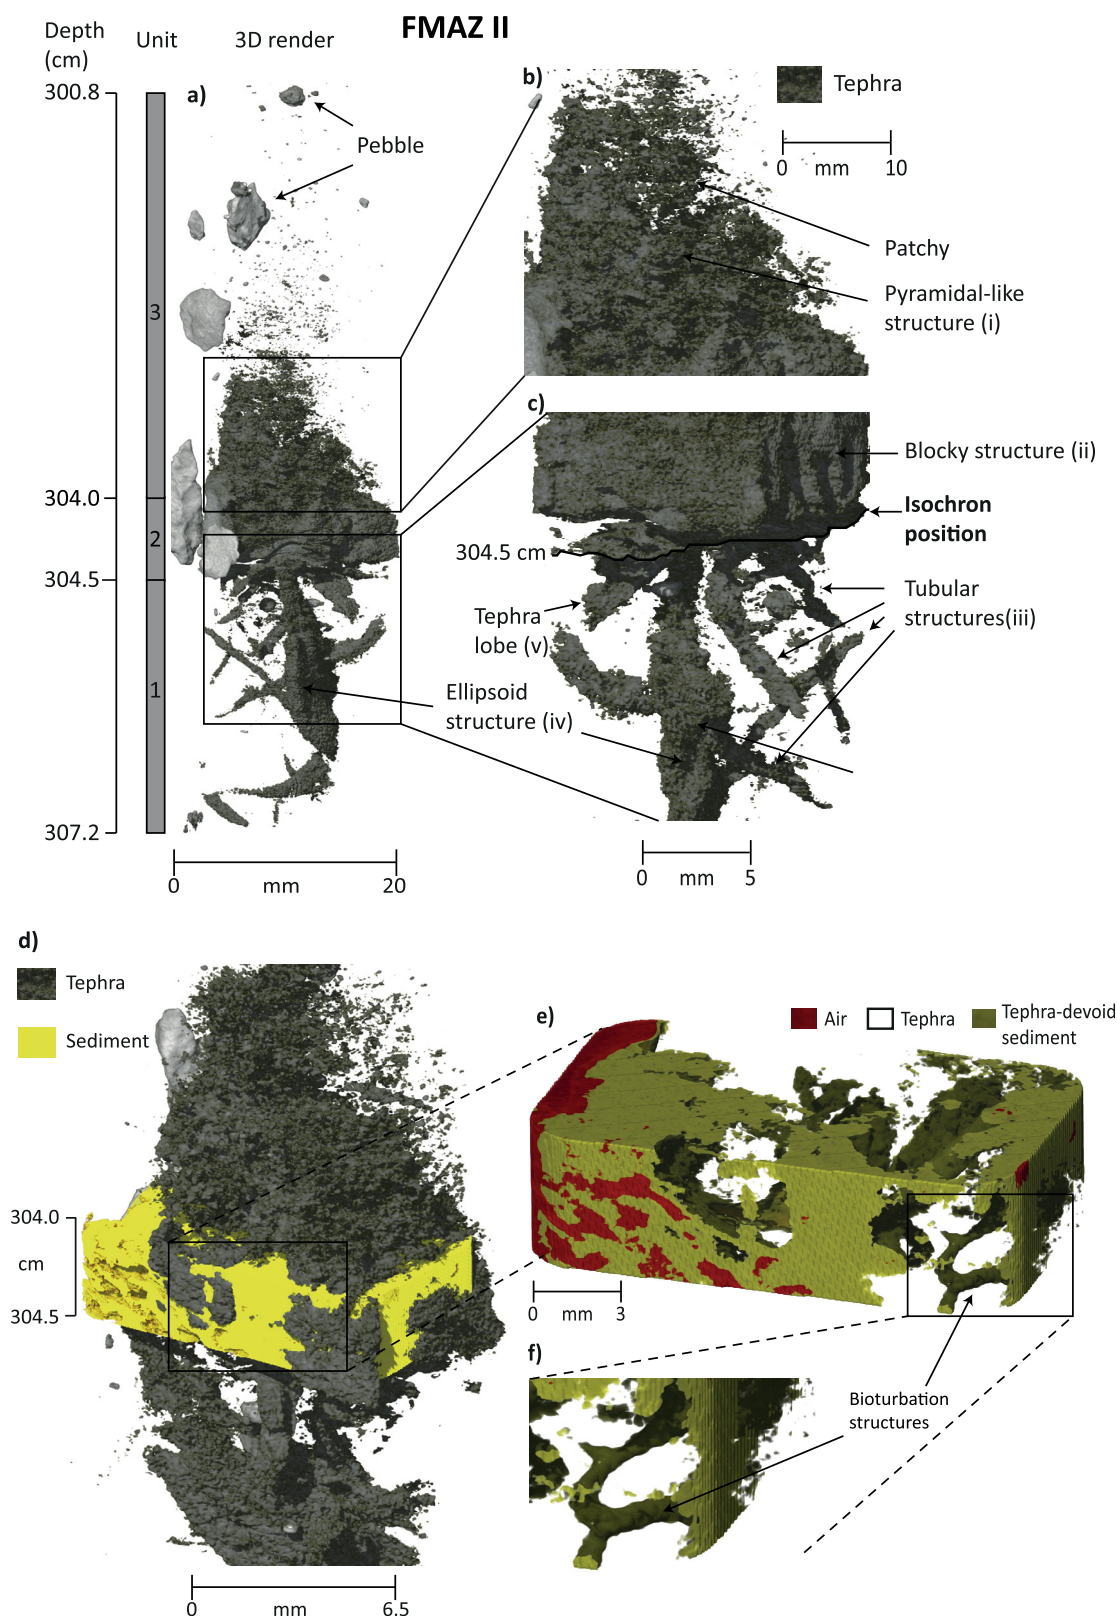 FMAZ II
Depth
(cm)
Unit
3D render
300.8
304.0
304.5
307.2
3
2
1
a)
Pebble
0
mm
20
b)
Tephra
0
mm
10
Patchy
Pyramidal-like
structure (i)
c)
Blocky structure (ii)
Isochron
position
304.5 cm
Tubular
structures(iii)
Tephra
lobe (v)
Ellipsoid
structure (iv)
0
mm
5
d)
Tephra
Sediment
304.0
cm
304.5
0
mm
6.5
e)
Air
Tephra
Tephra-devoid
sediment
0
mm
3
f)
Bioturbation
structures